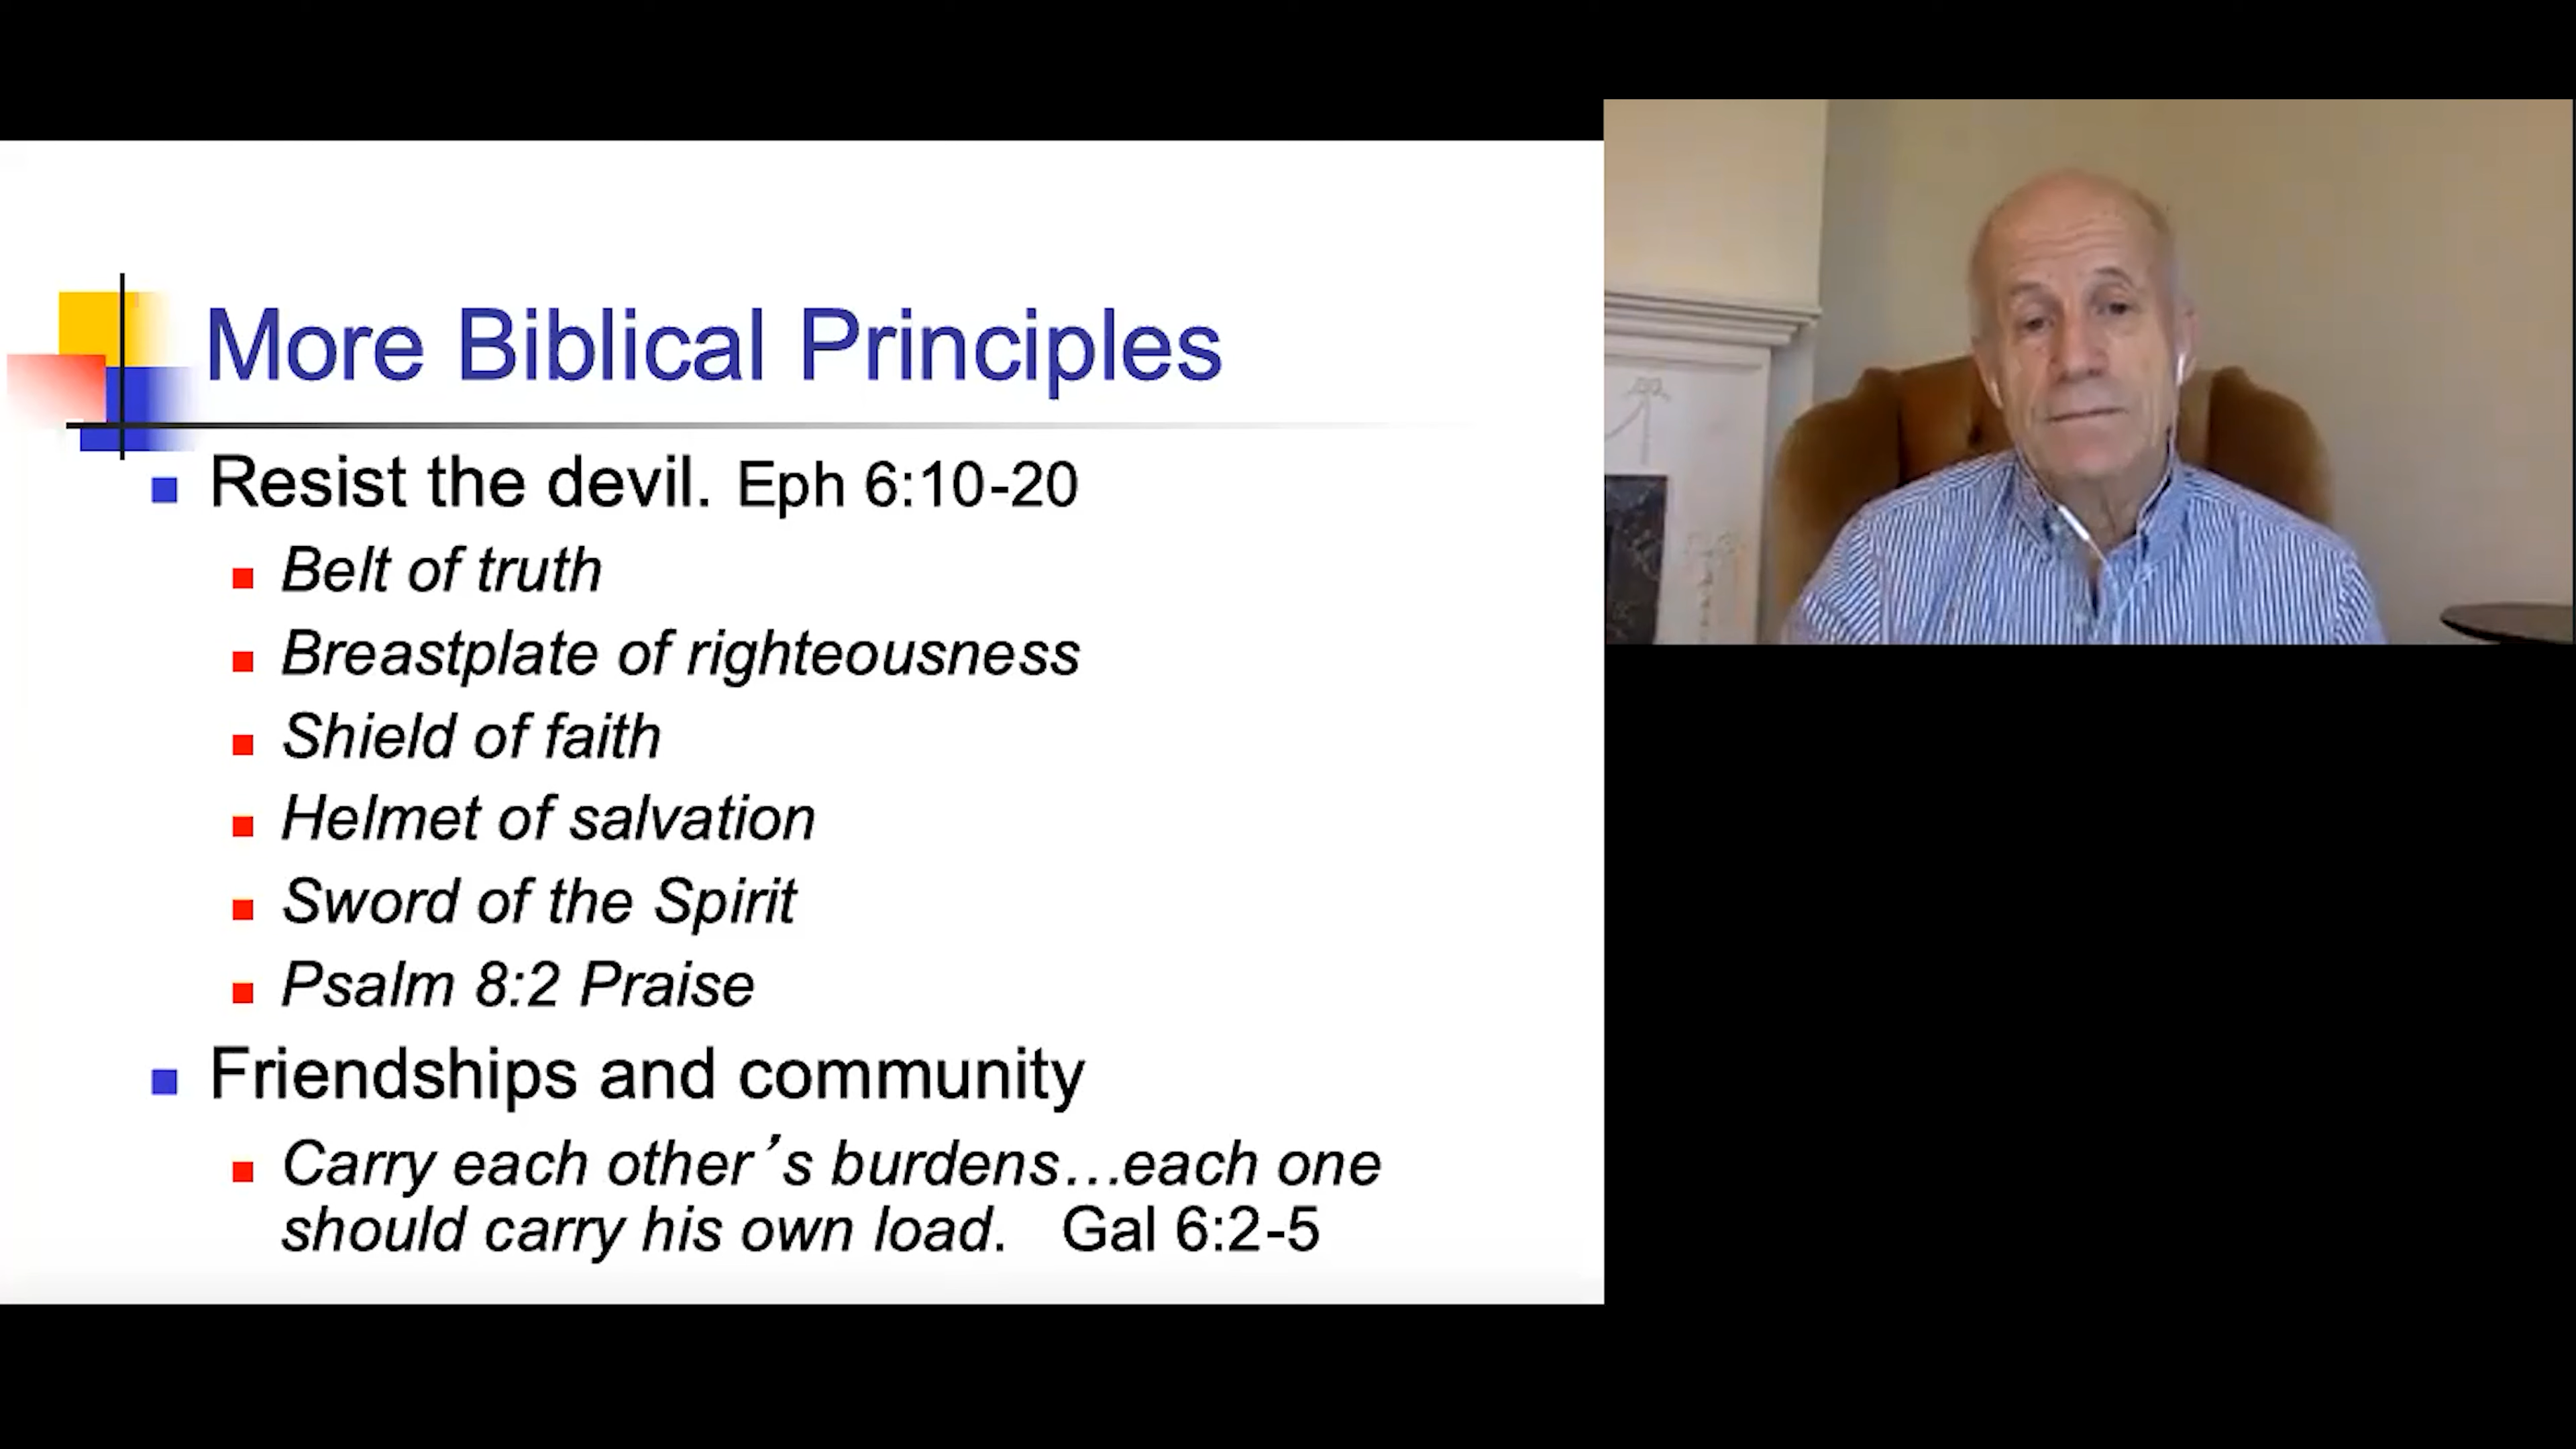 More Biblical Principles
Resist the devil. Eph 6:10-20
Belt of truth
Breastplate of righteousness
Shield of faith
Helmet of salvation
Sword of the Spirit
Psalm 8:2 Praise
Friendships and community
Carry each other’s burdens…each one
should carry his own load. Gal 6:2-5